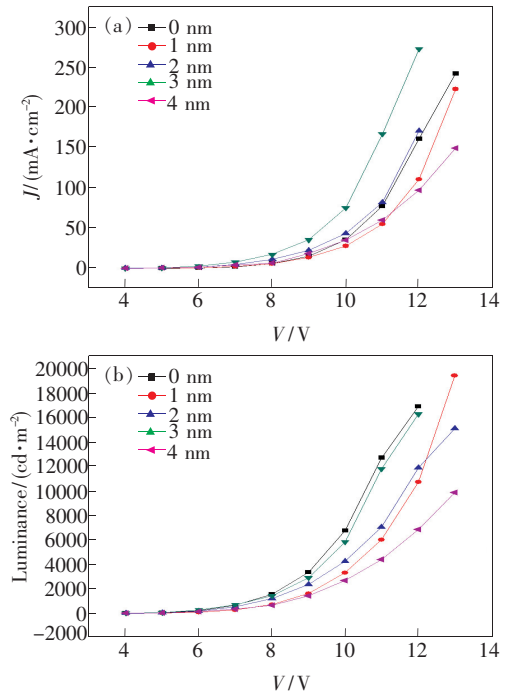 (a)
0 nm
1 nm
2 nm
3 nm
4 nm
300
250
200
150
100
50
0
J/(mA·cm⁻²)
4 6 8 10 12 14
V/V
(b)
0 nm
1 nm
2 nm
3 nm
4 nm
20000
18000
16000
14000
12000
10000
8000
6000
4000
2000
0
−2000
Luminance/(cd·m⁻²)
4 6 8 10 12 14
V/V